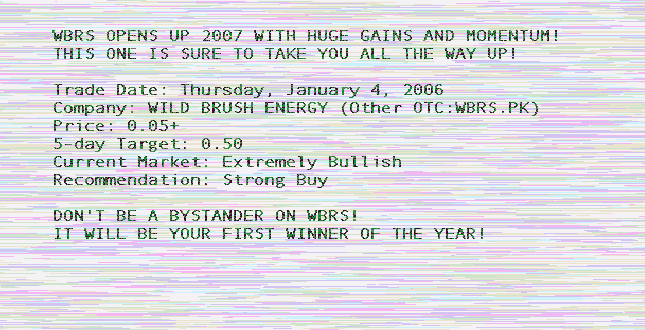 WBRS OPENS UP 2007 WITH HUGE GAINS AND MOMENTUM!
THIS ONE IS SURE TO TAKE YOU ALL THE WAY UP!
Trade Date: Thursday, January 4, 2006
Company: WILD BRUSH ENERGY (Other OTC:WBRS.PK)
Price: 0.05+
5-day Target: 0.50
Current Market: Extremely Bullish
Recommendation: Strong Buy
DON'T BE A BYSTANDER ON WBRS!
IT WILL BE YOUR FIRST WINNER OF THE YEAR!